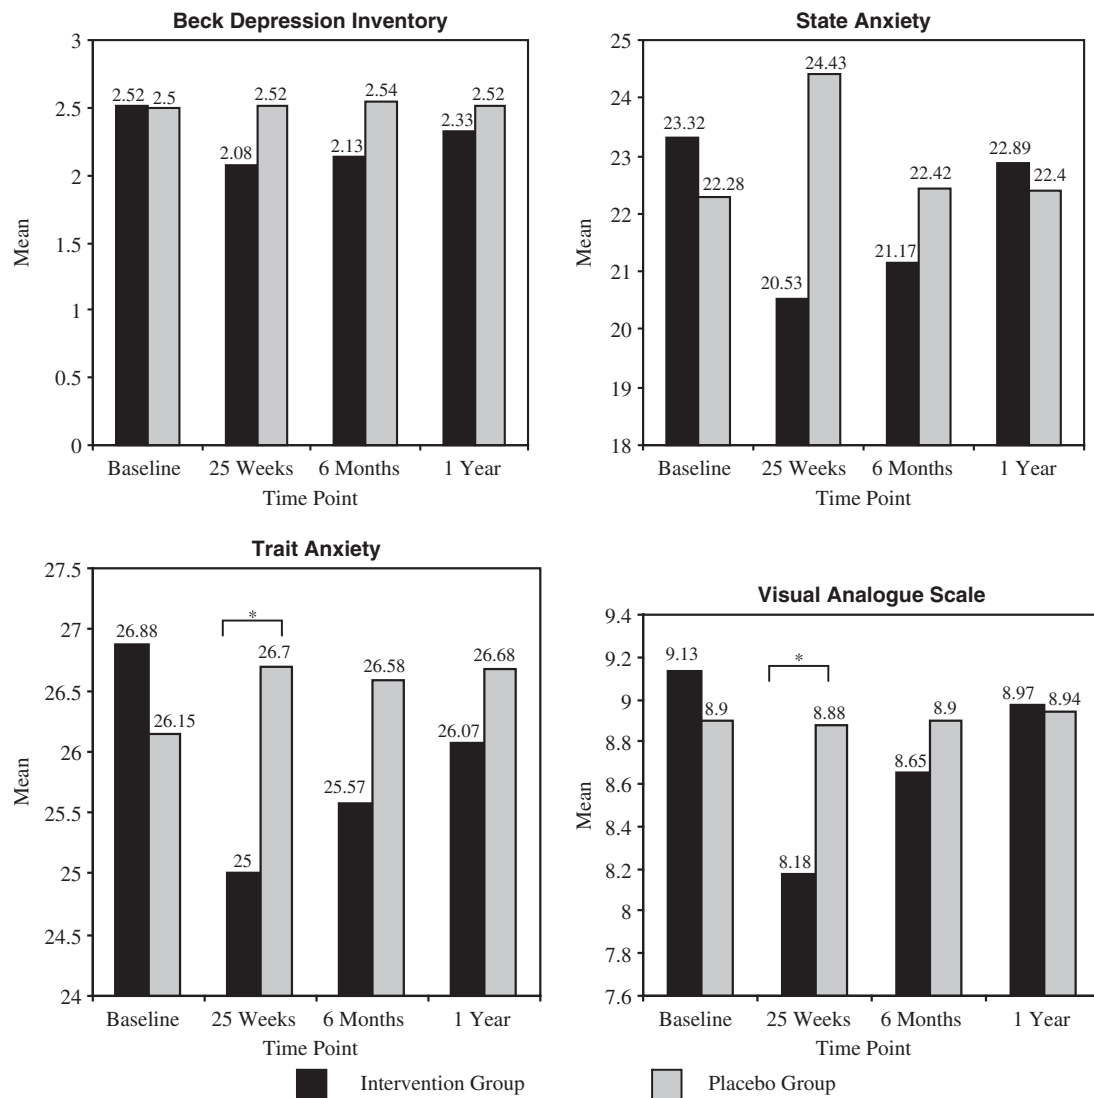 Beck Depression Inventory
3
2.5
2
1.5
1
0.5
0
Mean
2.52
2.5
2.08
2.52
2.13
2.54
2.33
2.52
Baseline
25 Weeks
6 Months
1 Year
Time Point
State Anxiety
25
24
23
22
21
20
19
18
Mean
23.32
22.28
20.53
24.43
21.17
22.42
22.89
22.4
Baseline
25 Weeks
6 Months
1 Year
Time Point
Trait Anxiety
27.5
27
26.5
26
25.5
25
24.5
24
Mean
26.88
26.15
25
*
26.7
25.57
26.58
26.07
26.68
Baseline
25 Weeks
6 Months
1 Year
Time Point
Visual Analogue Scale
9.4
9.2
9
8.8
8.6
8.4
8.2
8
7.8
7.6
Mean
9.13
8.9
8.18
*
8.88
8.65
8.9
8.97
8.94
Baseline
25 Weeks
6 Months
1 Year
Time Point
Intervention Group
Placebo Group